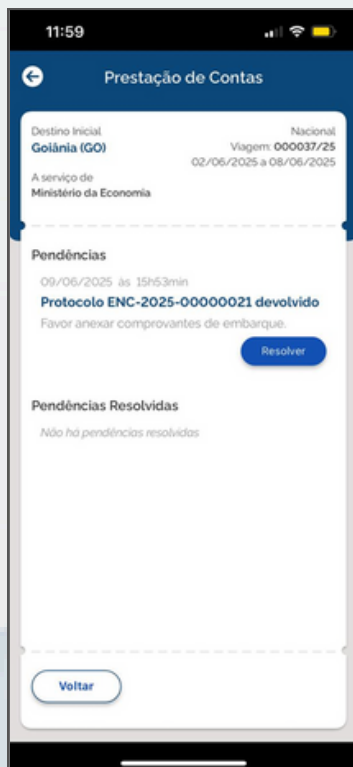 11:59
Prestação de Contas
Destino Inicial Nacional
Goiânia (GO) Viagem: 000037/25
02/06/2025 a 08/06/2025
A serviço de
Ministério da Economia
Pendências
09/06/2025 às 15h53min
Protocolo ENC-2025-00000021 devolvido
Favor anexar comprovantes de embarque.
Resolver
Pendências Resolvidas
Não há pendências resolvidas
Voltar